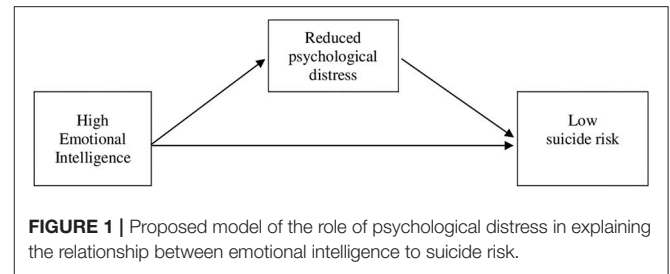 Reduced
psychological
distress
High
Emotional
Intelligence
Low
suicide risk
FIGURE 1 | Proposed model of the role of psychological distress in explaining
the relationship between emotional intelligence to suicide risk.